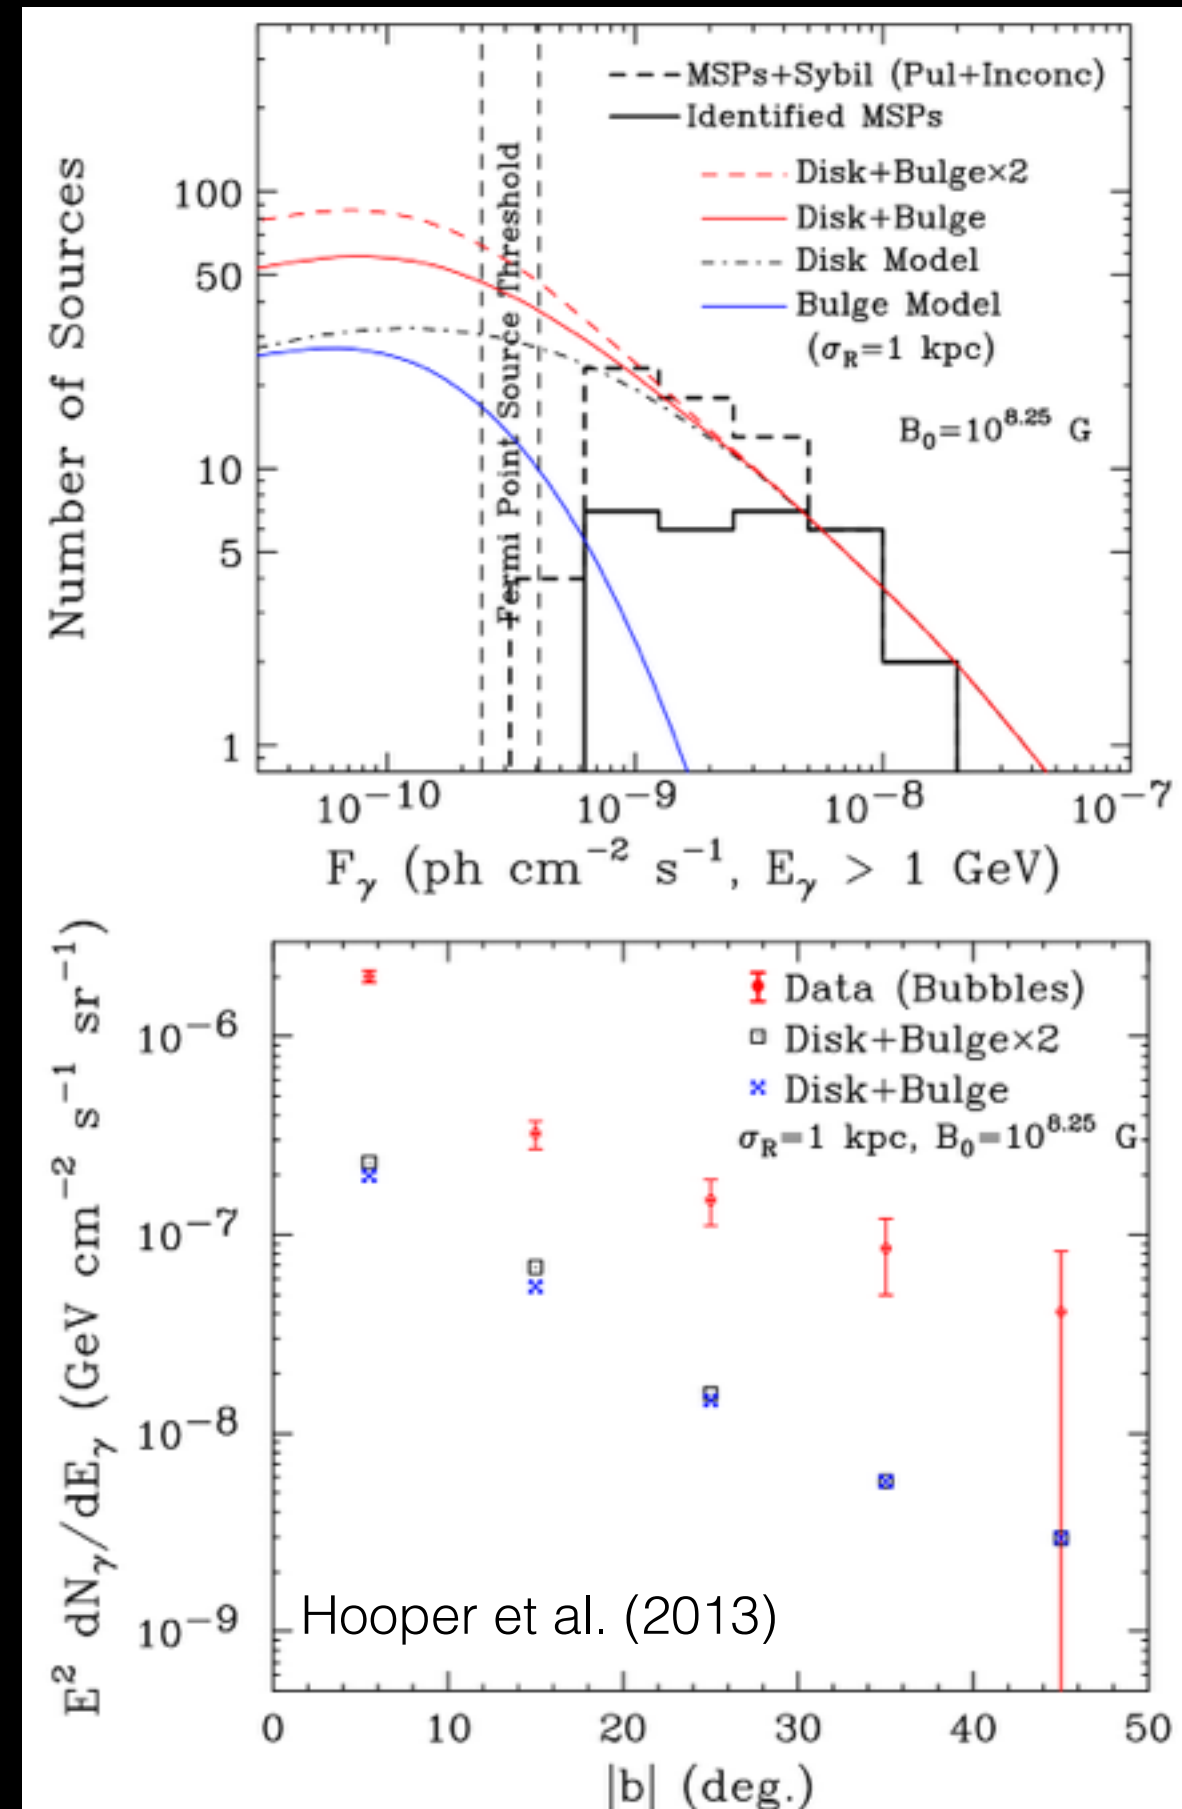 MSPs+Sybil (Pul+Inconc)
Identified MSPs
Disk+Bulge×2
Disk+Bulge
Disk Model
Bulge Model
(σ_R=1 kpc)
B_0=10^8.25 G
Fermi Point Source Threshold
Number of Sources
100
50
10
5
1
10^−10
10^−9
10^−8
10^−7
F_γ (ph cm^−2 s^−1, E_γ > 1 GeV)
Data (Bubbles)
Disk+Bulge×2
Disk+Bulge
σ_R=1 kpc, B_0=10^8.25 G
E^2 dN_γ/dE_γ (GeV cm^−2 s^−1 sr^−1)
10^−6
10^−7
10^−8
10^−9
Hooper et al. (2013)
0 10 20 30 40 50
|b| (deg.)